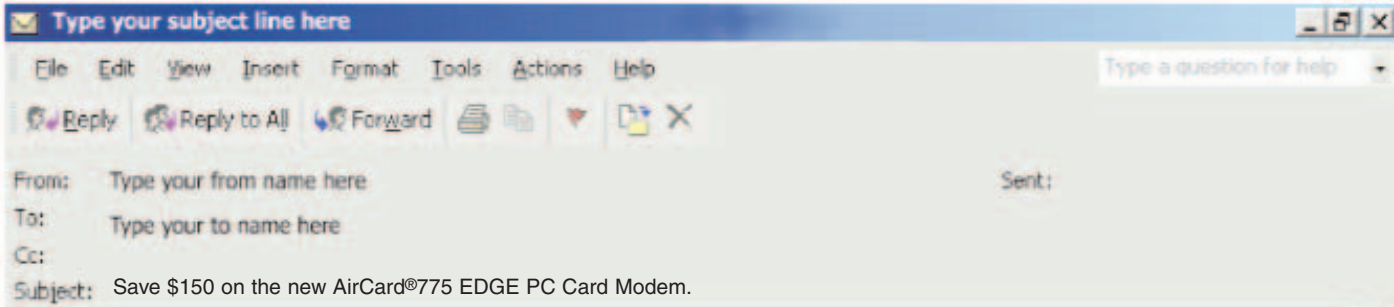 Type your subject line here
File Edit View Insert Format Tools Actions Help Type a question for help
Reply Reply to All Forward
From: Type your from name here Sent:
To: Type your to name here
Cc:
Subject: Save $150 on the new AirCard®775 EDGE PC Card Modem.